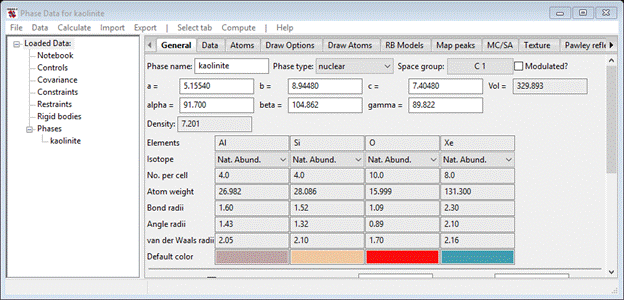 Phase Data for kaolinite
File Data Calculate Import Export | Select tab Compute | Help
Loaded Data:
Notebook
Controls
Covariance
Constraints
Restraints
Rigid bodies
Phases
kaolinite
General Data Atoms Draw Options Draw Atoms RB Models Map peaks MC/SA Texture Pawley refle
Phase name: kaolinite Phase type: nuclear Space group: C 1 Modulated?
a = 5.15540 b = 8.94480 c = 7.40480 Vol = 329.893
alpha = 91.700 beta = 104.862 gamma = 89.822
Density: 7.201
Elements Al Si O Xe
Isotope Nat. Abund. Nat. Abund. Nat. Abund. Nat. Abund.
No. per cell 4.0 4.0 10.0 8.0
Atom weight 26.982 28.086 15.999 131.300
Bond radii 1.60 1.52 1.09 2.30
Angle radii 1.43 1.32 0.89 2.10
van der Waals radii 2.05 2.10 1.70 2.16
Default color